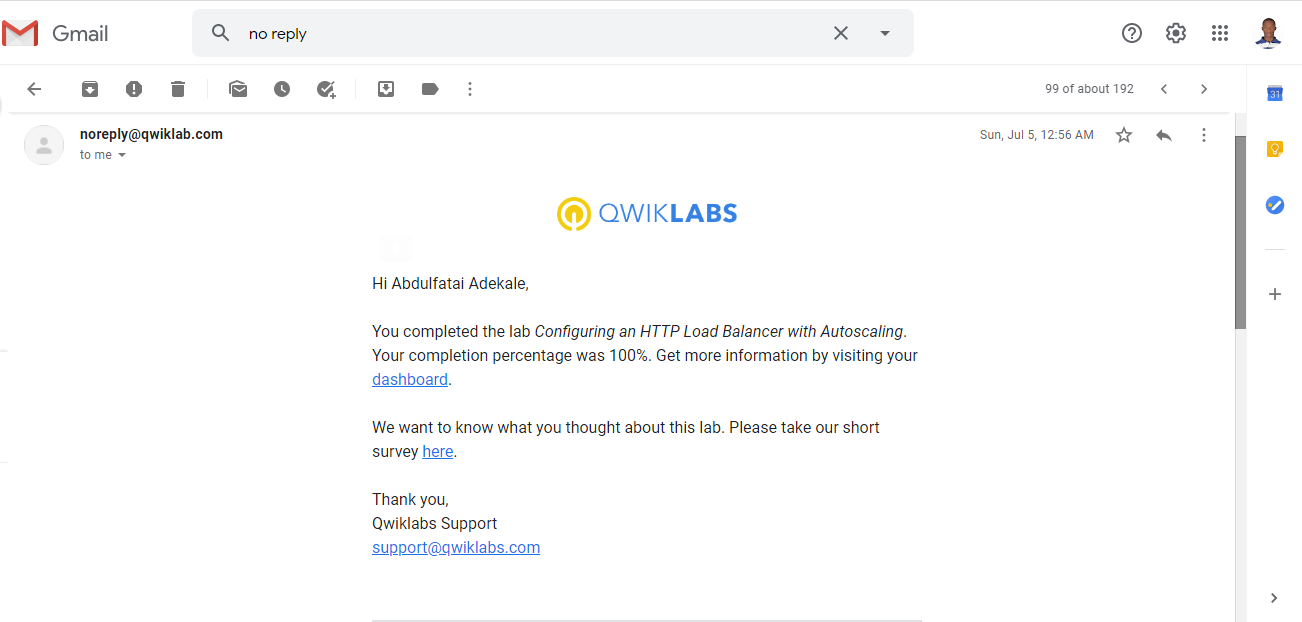 Gmail
no reply
99 of about 192
31
noreply@qwiklab.com
Sun, Jul 5, 12:56 AM
to me
QWIKLABS
Hi Abdulfatai Adekale,
You completed the lab Configuring an HTTP Load Balancer with Autoscaling.
Your completion percentage was 100%. Get more information by visiting your
dashboard.
We want to know what you thought about this lab. Please take our short
survey here.
Thank you,
Qwiklabs Support
support@qwiklabs.com